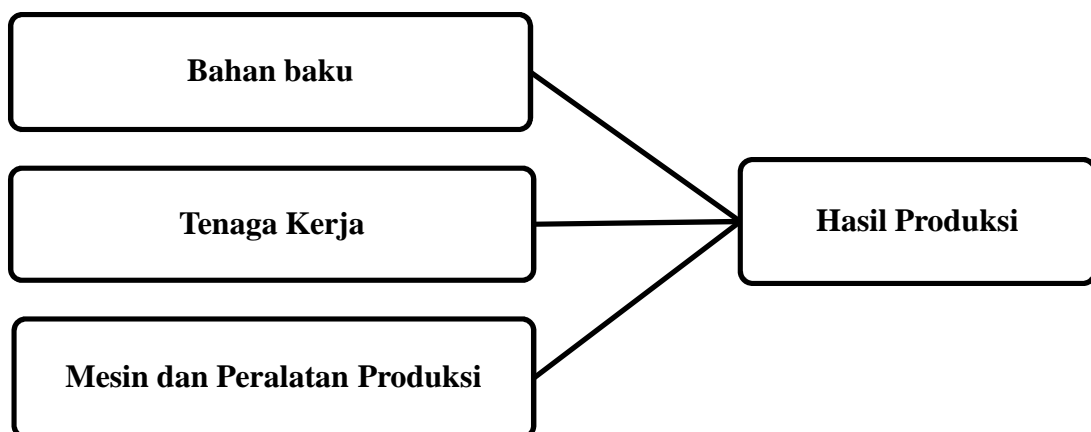 Bahan baku
Tenaga Kerja
Hasil Produksi
Mesin dan Peralatan Produksi